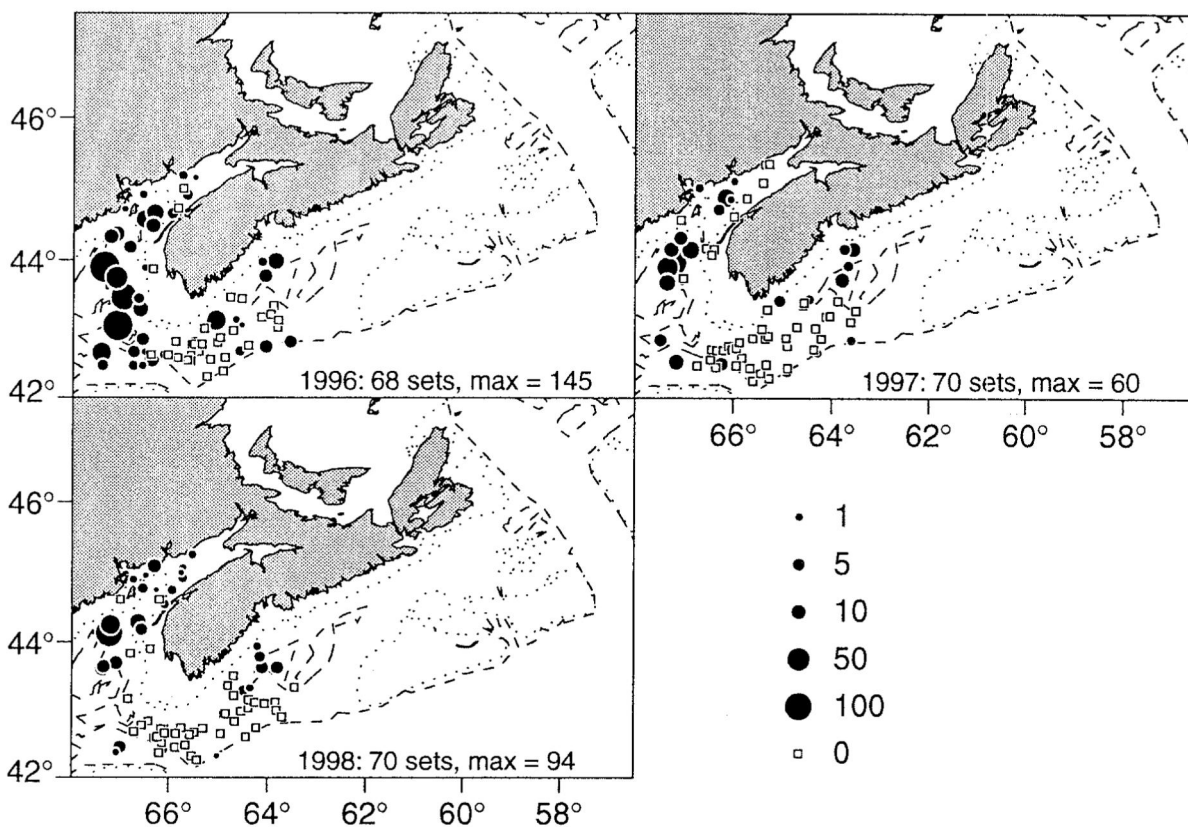 46°
44°
42°
1996: 68 sets, max = 145
1997: 70 sets, max = 60
66° 64° 62° 60° 58°
46°
44°
42°
1998: 70 sets, max = 94
66° 64° 62° 60° 58°
1
5
10
50
100
0